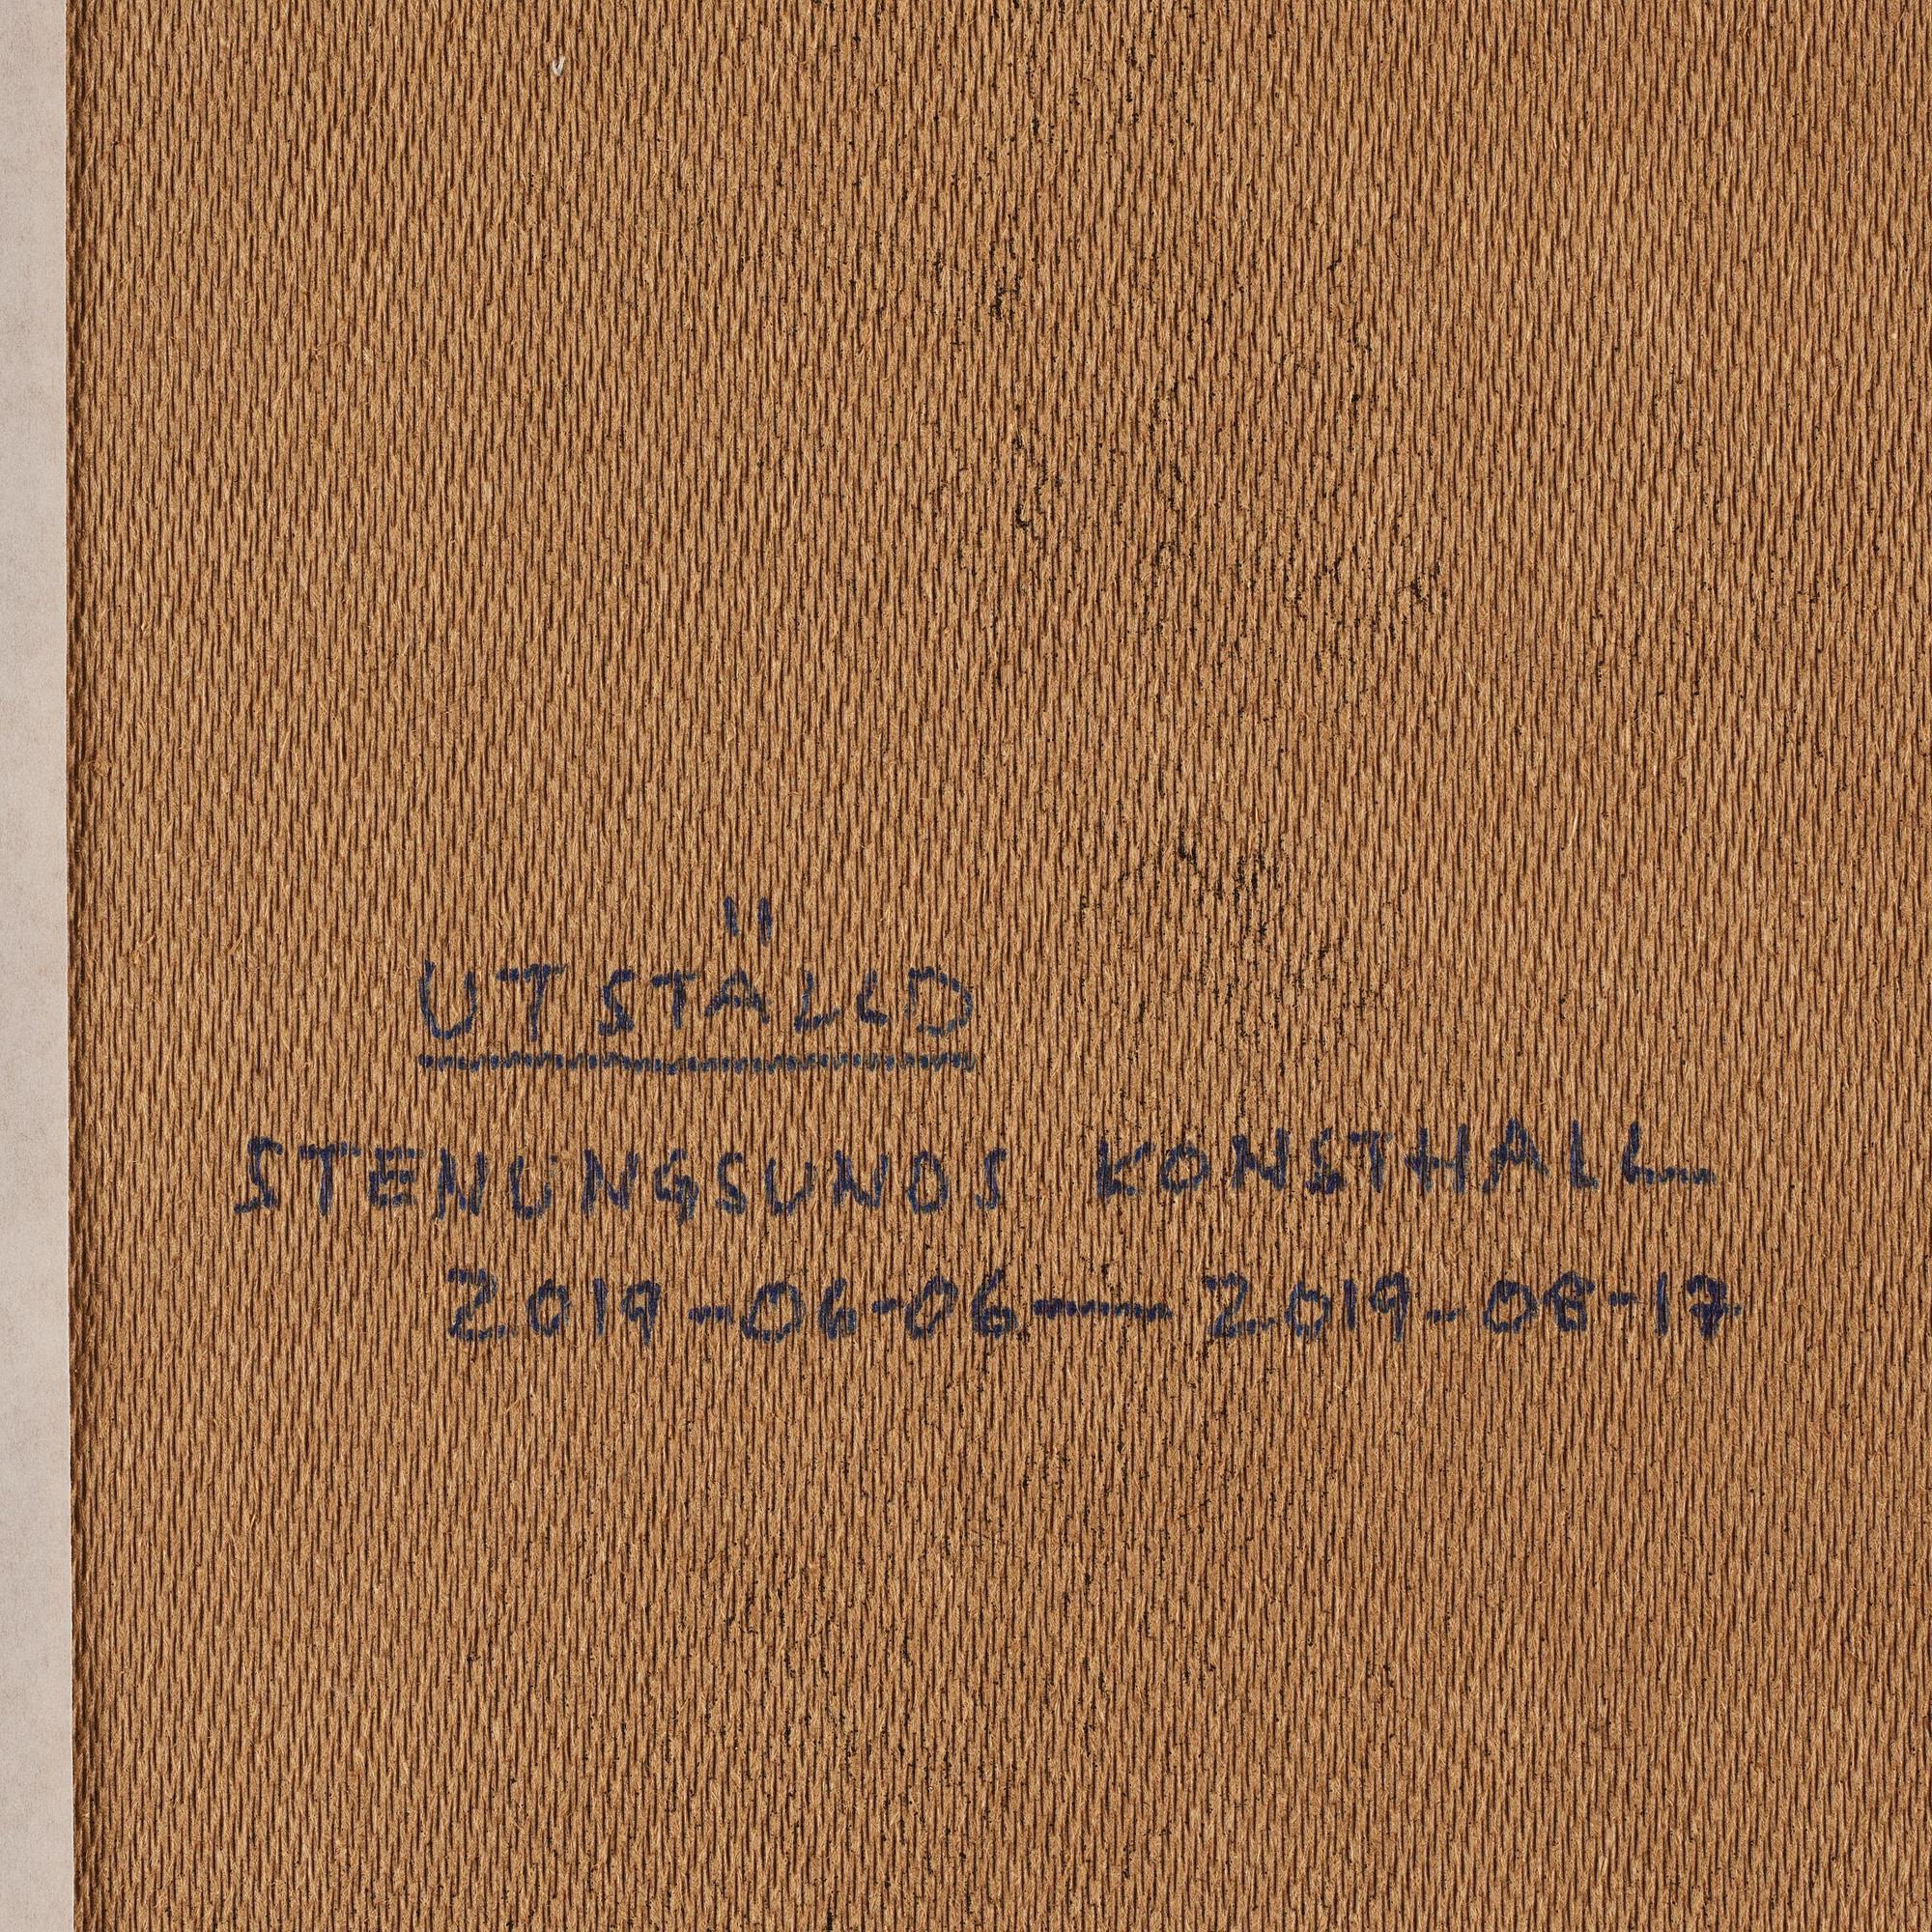 UTSTÄLLD
STENUNGSUNDS KONSTHALL
2019-06-06—2019-08-17